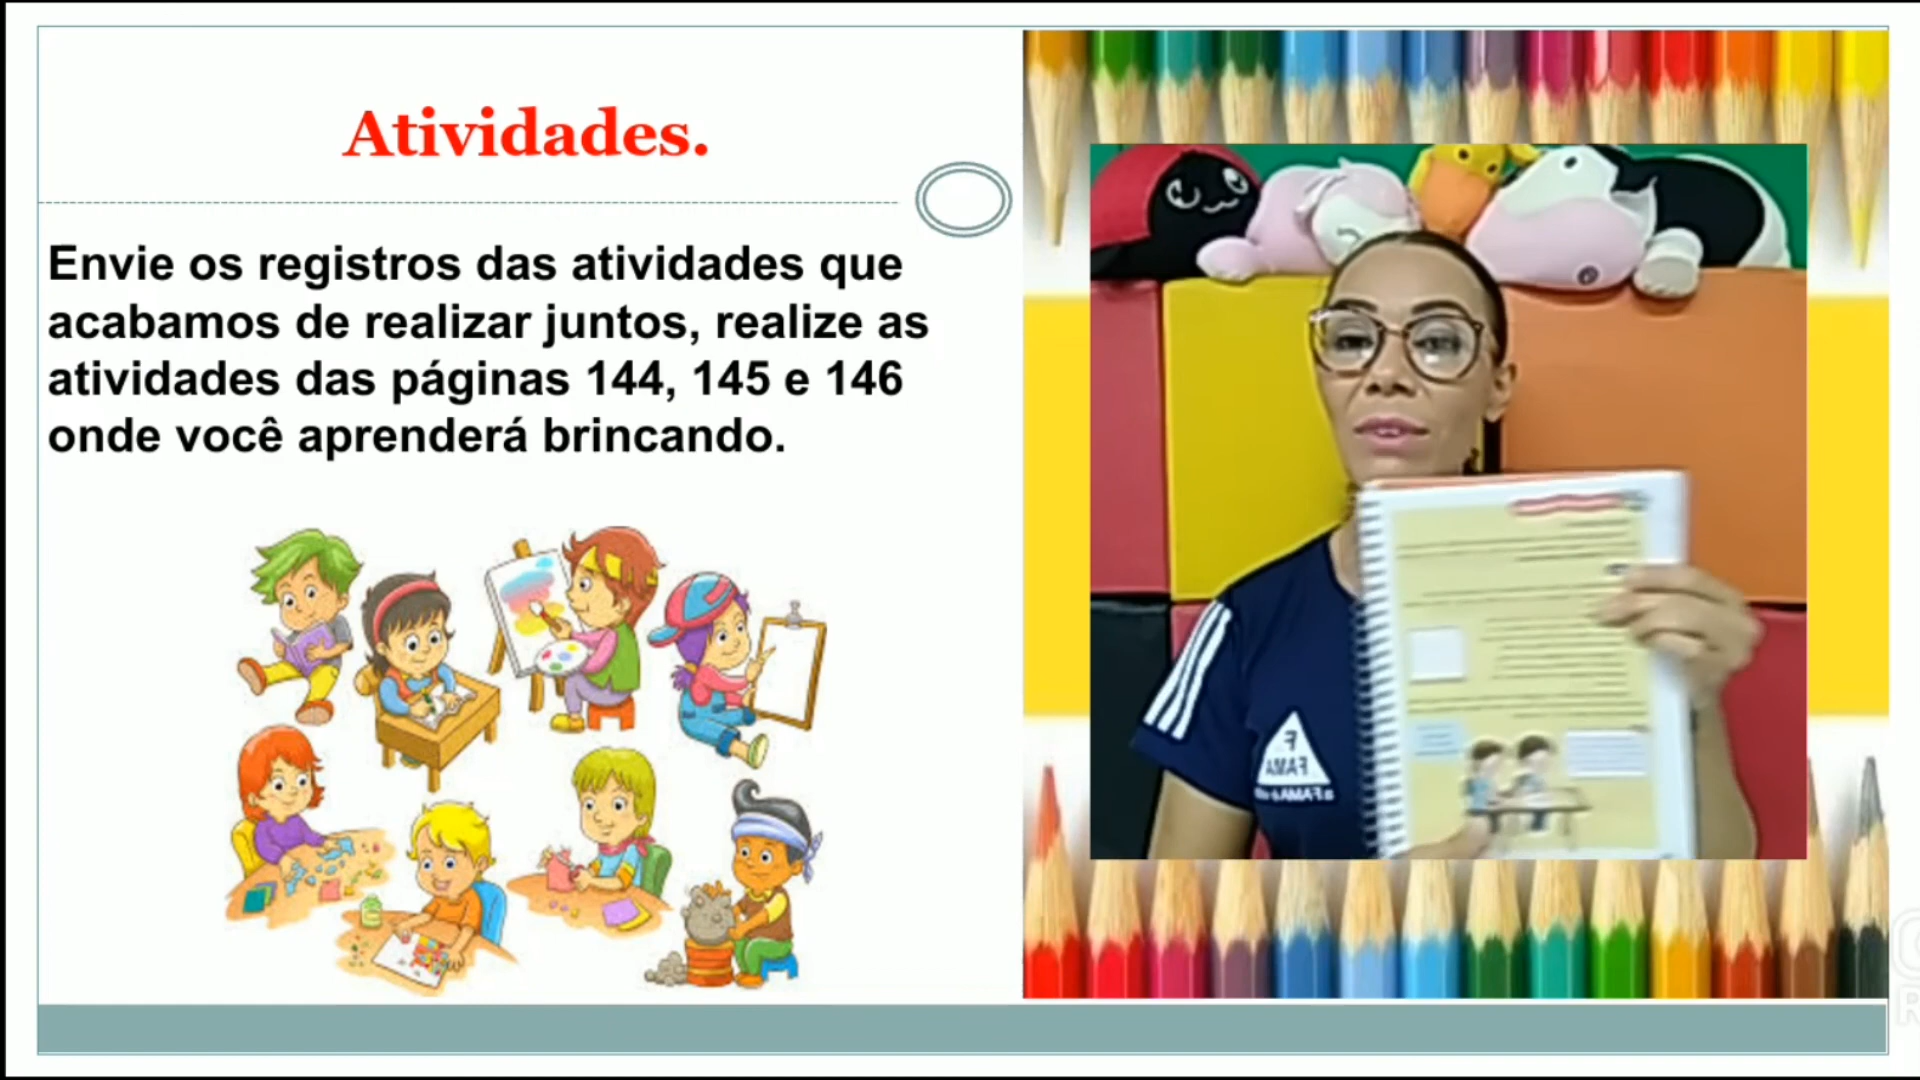 Atividades.
Envie os registros das atividades que
acabamos de realizar juntos, realize as
atividades das páginas 144, 145 e 146
onde você aprenderá brincando.
F
FAMA